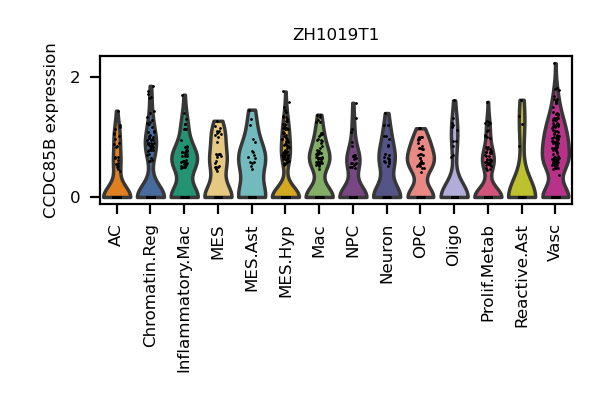 ZH1019T1
CCDC85B expression
2
0
AC
Chromatin.Reg
Inflammatory.Mac
MES
MES.Ast
MES.Hyp
Mac
NPC
Neuron
OPC
Oligo
Prolif.Metab
Reactive.Ast
Vasc